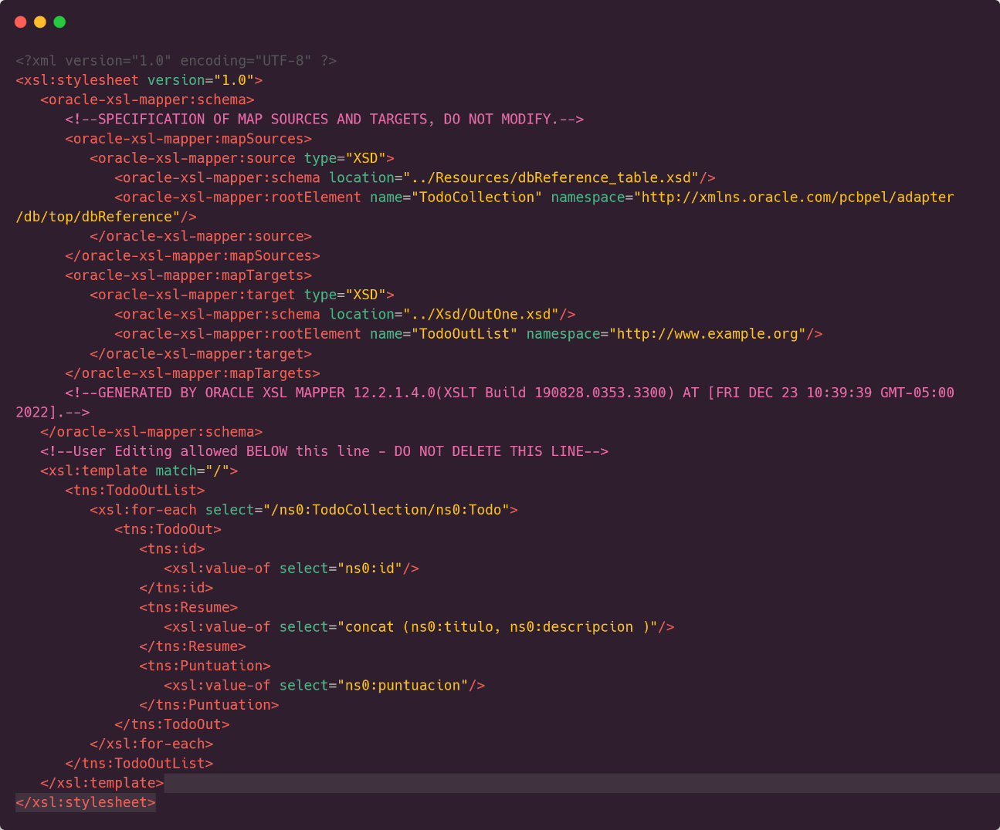 <?xml version="1.0" encoding="UTF-8" ?>
<xsl:stylesheet version="1.0">
   <oracle-xsl-mapper:schema>
      <!--SPECIFICATION OF MAP SOURCES AND TARGETS, DO NOT MODIFY.-->
      <oracle-xsl-mapper:mapSources>
         <oracle-xsl-mapper:source type="XSD">
            <oracle-xsl-mapper:schema location="../Resources/dbReference_table.xsd"/>
            <oracle-xsl-mapper:rootElement name="TodoCollection" namespace="http://xmlns.oracle.com/pcbpel/adapter
/db/top/dbReference"/>
         </oracle-xsl-mapper:source>
      </oracle-xsl-mapper:mapSources>
      <oracle-xsl-mapper:mapTargets>
         <oracle-xsl-mapper:target type="XSD">
            <oracle-xsl-mapper:schema location="../Xsd/OutOne.xsd"/>
            <oracle-xsl-mapper:rootElement name="TodoOutList" namespace="http://www.example.org"/>
         </oracle-xsl-mapper:target>
      </oracle-xsl-mapper:mapTargets>
      <!--GENERATED BY ORACLE XSL MAPPER 12.2.1.4.0(XSLT Build 190828.0353.3300) AT [FRI DEC 23 10:39:39 GMT-05:00
2022].-->
   </oracle-xsl-mapper:schema>
   <!--User Editing allowed BELOW this line - DO NOT DELETE THIS LINE-->
   <xsl:template match="/">
      <tns:TodoOutList>
         <xsl:for-each select="/ns0:TodoCollection/ns0:Todo">
            <tns:TodoOut>
               <tns:id>
                  <xsl:value-of select="ns0:id"/>
               </tns:id>
               <tns:Resume>
                  <xsl:value-of select="concat (ns0:titulo, ns0:descripcion )"/>
               </tns:Resume>
               <tns:Puntuation>
                  <xsl:value-of select="ns0:puntuacion"/>
               </tns:Puntuation>
            </tns:TodoOut>
         </xsl:for-each>
      </tns:TodoOutList>
   </xsl:template>
</xsl:stylesheet>